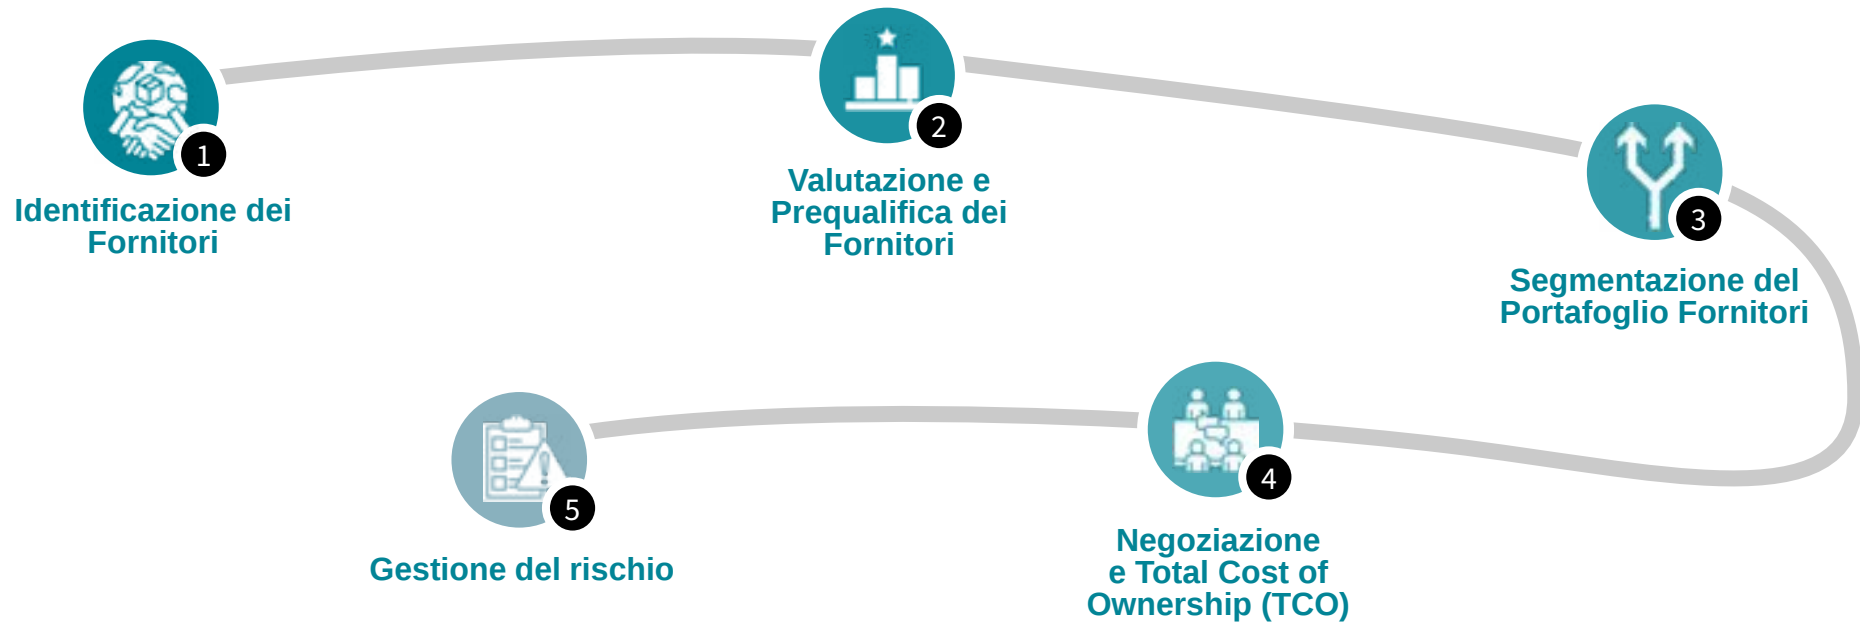 1
Identificazione dei
Fornitori
2
Valutazione e
Prequalifica dei
Fornitori
3
Segmentazione del
Portafoglio Fornitori
4
Negoziazione
e Total Cost of
Ownership (TCO)
5
Gestione del rischio